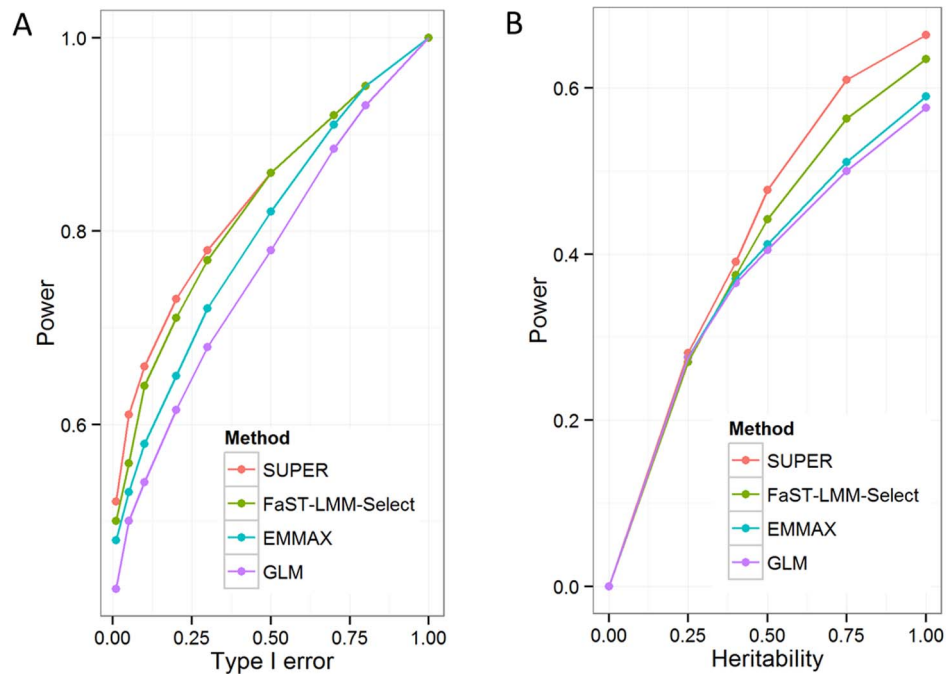 A
1.0
0.8
0.6
Power
Method
SUPER
FaST-LMM-Select
EMMAX
GLM
0.00 0.25 0.50 0.75 1.00
Type I error
B
0.6
0.4
0.2
0.0
Power
Method
SUPER
FaST-LMM-Select
EMMAX
GLM
0.00 0.25 0.50 0.75 1.00
Heritability